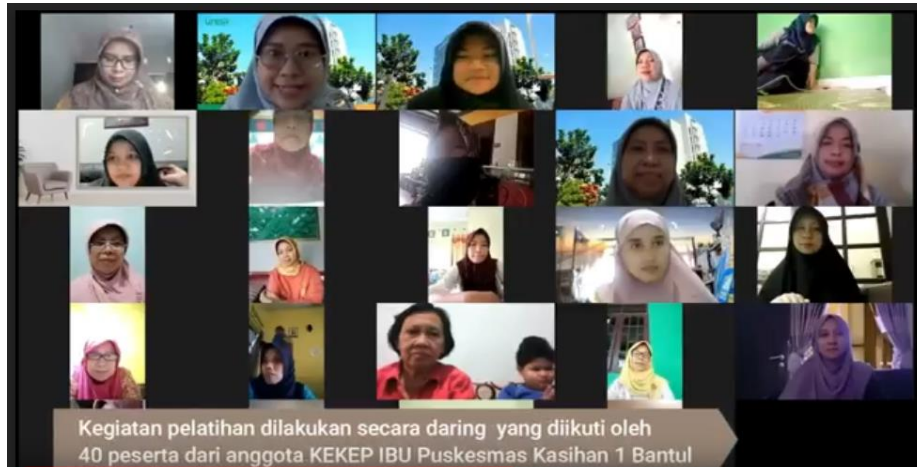 Kegiatan pelatihan dilakukan secara daring  yang diikuti oleh
40 peserta dari anggota KEKEP IBU Puskesmas Kasihan 1 Bantul